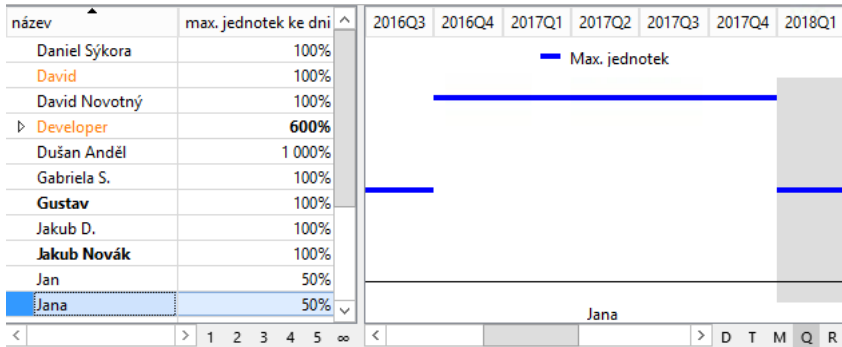 název max. jednotek ke dni
Daniel Sýkora 100%
David 100%
David Novotný 100%
Developer 600%
Dušan Anděl 1 000%
Gabriela S. 100%
Gustav 100%
Jakub D. 100%
Jakub Novák 100%
Jan 50%
Jana 50%
1 2 3 4 5 ∞
2016Q3 2016Q4 2017Q1 2017Q2 2017Q3 2017Q4 2018Q1
Max. jednotek
Jana
D T M Q R